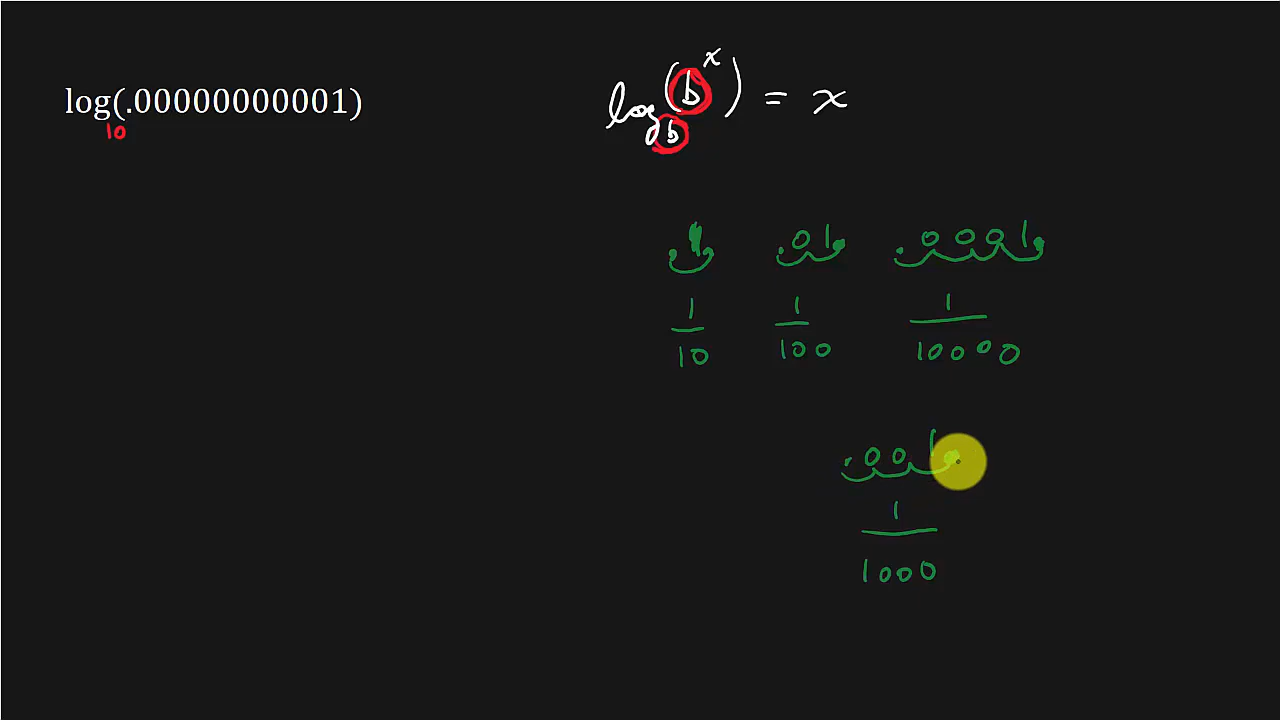 log(.00000000001)
10
log_b(b^x) = x
.1 .01 .0001
1/10 1/100 1/10000
.001
1/1000